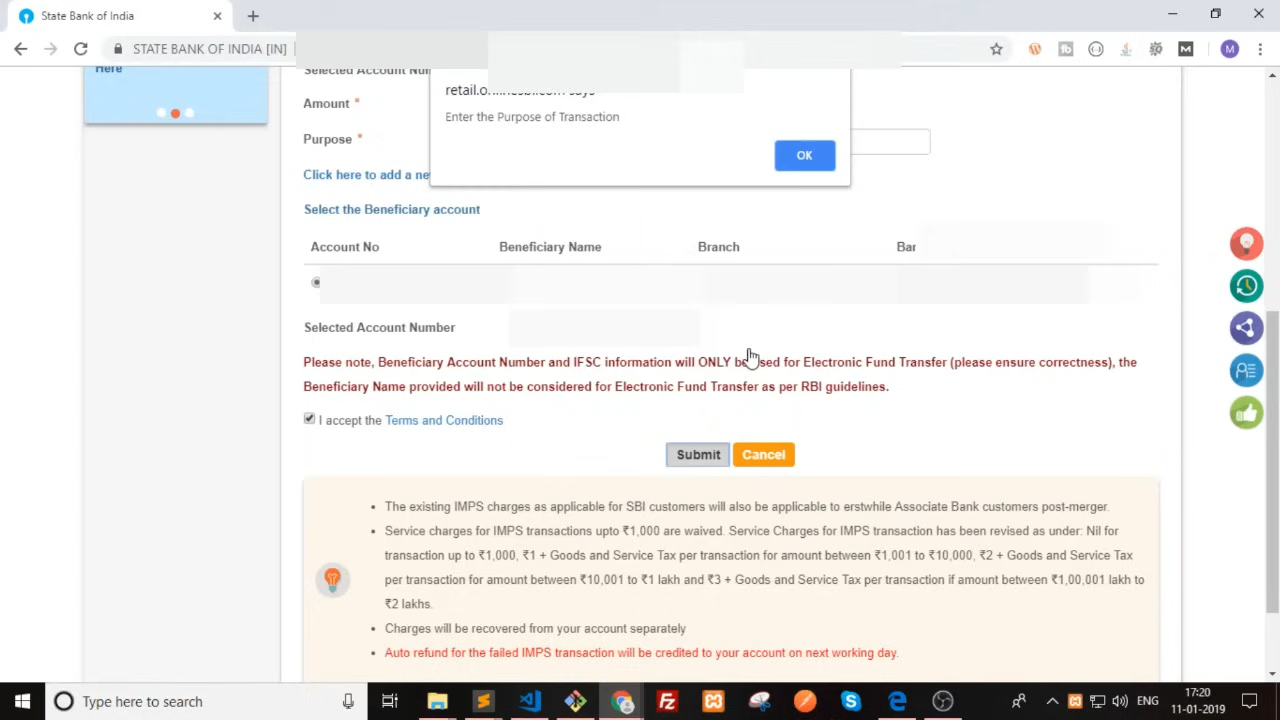 State Bank of India
STATE BANK OF INDIA [IN]
M
Here
Selected Account Num
Amount *
Purpose *
Click here to add a ne
says
Enter the Purpose of Transaction
OK
Select the Beneficiary account
Account No Beneficiary Name Branch Bar
Selected Account Number
Please note, Beneficiary Account Number and IFSC information will ONLY be used for Electronic Fund Transfer (please ensure correctness), the
Beneficiary Name provided will not be considered for Electronic Fund Transfer as per RBI guidelines.
I accept the Terms and Conditions
Submit Cancel
The existing IMPS charges as applicable for SBI customers will also be applicable to erstwhile Associate Bank customers post-merger.
Service charges for IMPS transactions upto ₹1,000 are waived. Service Charges for IMPS transaction has been revised as under: Nil for
transaction up to ₹1,000, ₹1 + Goods and Service Tax per transaction for amount between ₹1,001 to ₹10,000, ₹2 + Goods and Service Tax
per transaction for amount between ₹10,001 to ₹1 lakh and ₹3 + Goods and Service Tax per transaction if amount between ₹1,00,001 lakh to
₹2 lakhs.
Charges will be recovered from your account separately
Auto refund for the failed IMPS transaction will be credited to your account on next working day.
Type here to search
ENG
17:20
11-01-2019